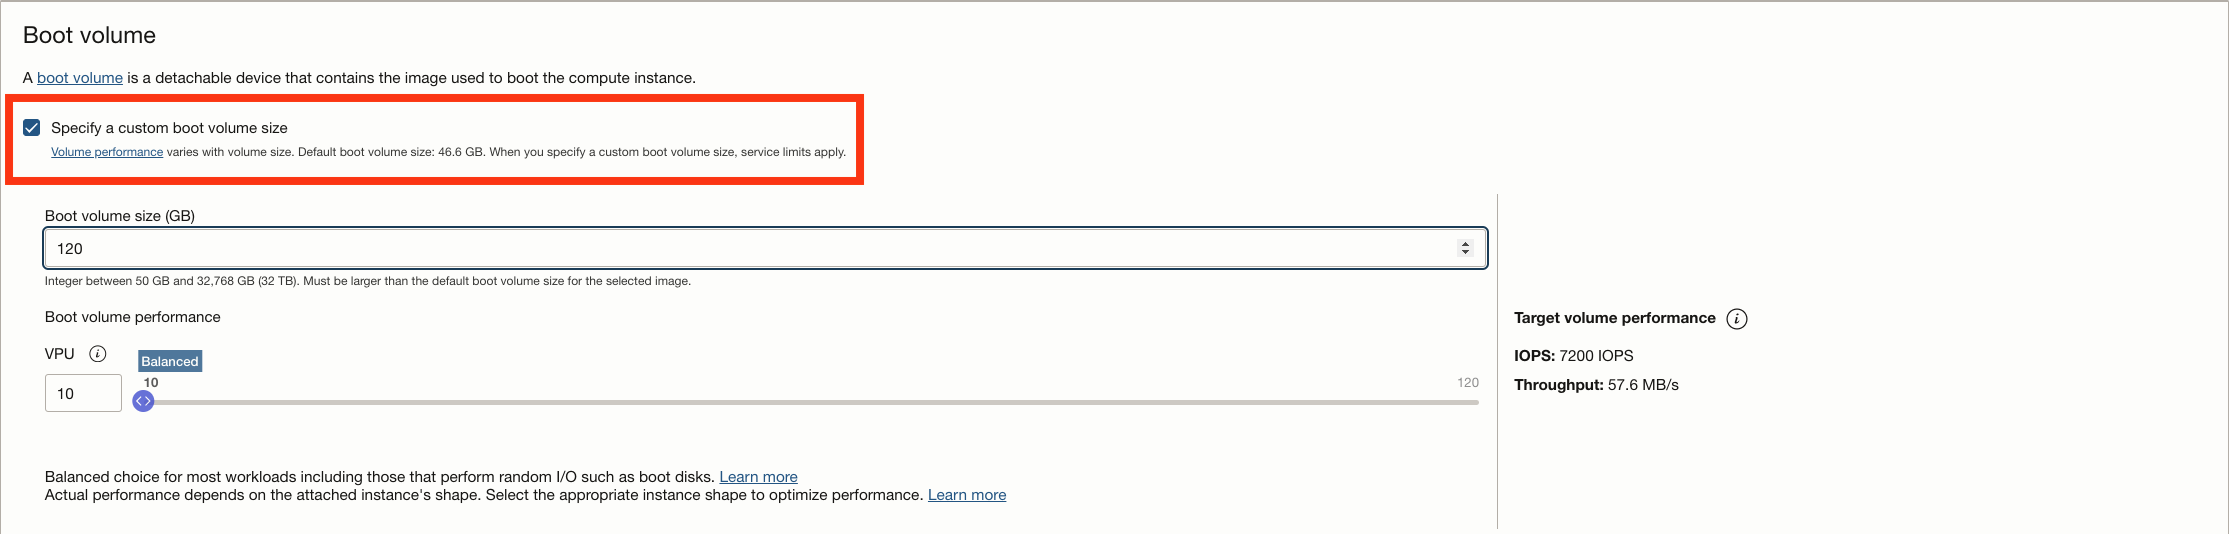 Boot volume
A boot volume is a detachable device that contains the image used to boot the compute instance.
Specify a custom boot volume size
Volume performance varies with volume size. Default boot volume size: 46.6 GB. When you specify a custom boot volume size, service limits apply.
Boot volume size (GB)
120
Integer between 50 GB and 32,768 GB (32 TB). Must be larger than the default boot volume size for the selected image.
Boot volume performance
VPU
Balanced
10
120
10
Target volume performance
IOPS: 7200 IOPS
Throughput: 57.6 MB/s
Balanced choice for most workloads including those that perform random I/O such as boot disks. Learn more
Actual performance depends on the attached instance's shape. Select the appropriate instance shape to optimize performance. Learn more